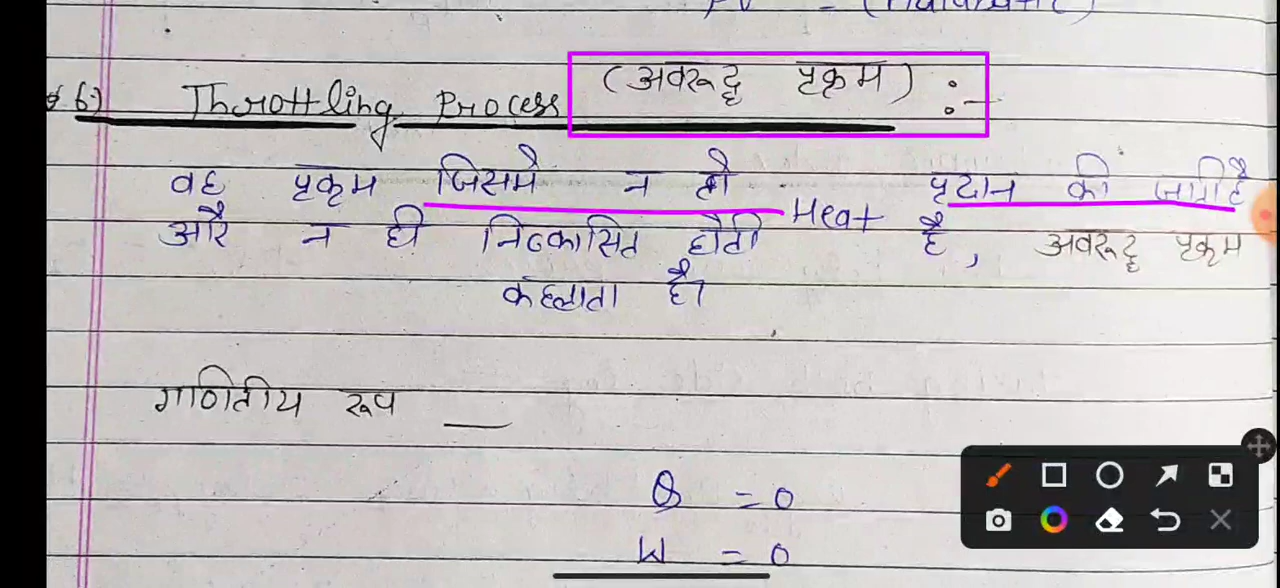 6) Throttling Process (अवरूद्ध प्रक्रम) :-
वह प्रक्रम जिसमे न तो Heat प्रदान की जाती है
और न ही निष्कासित होती है, अवरूद्ध प्रक्रम
कहलाता है।
गणितीय रूप —
Q = 0
W = 0